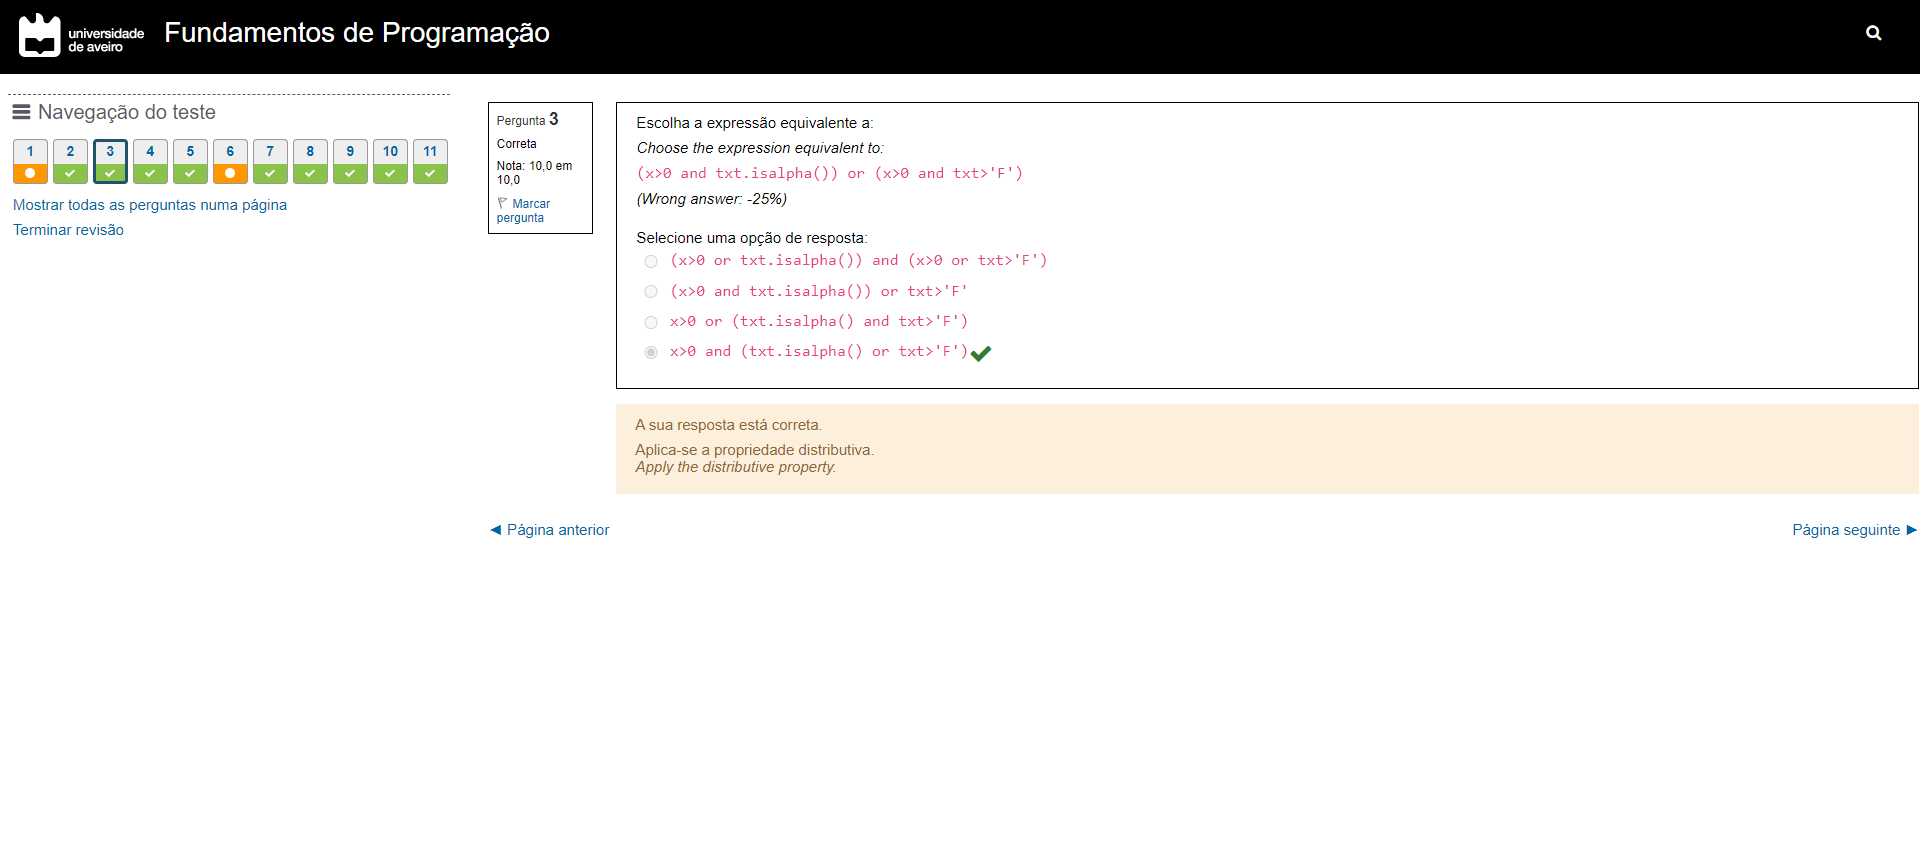 universidade
de aveiro
Fundamentos de Programação
Navegação do teste
1 2 3 4 5 6 7 8 9 10 11
Mostrar todas as perguntas numa página
Terminar revisão
Pergunta 3
Correta
Nota: 10,0 em
10,0
Marcar
pergunta
Escolha a expressão equivalente a:
Choose the expression equivalent to:
(x>0 and txt.isalpha()) or (x>0 and txt>'F')
(Wrong answer: -25%)
Selecione uma opção de resposta:
(x>0 or txt.isalpha()) and (x>0 or txt>'F')
(x>0 and txt.isalpha()) or txt>'F'
x>0 or (txt.isalpha() and txt>'F')
x>0 and (txt.isalpha() or txt>'F')
A sua resposta está correta.
Aplica-se a propriedade distributiva.
Apply the distributive property.
◄ Página anterior
Página seguinte ►